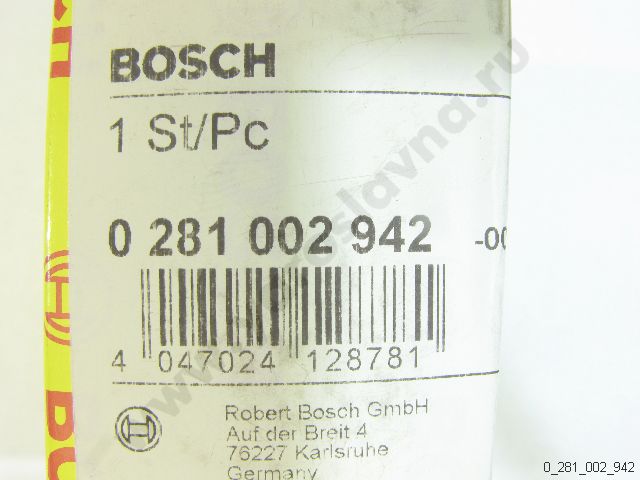 BOSCH
1 St/Pc
0 281 002 942 -00
4 047024 128781
Robert Bosch GmbH
Auf der Breit 4
76227 Karlsruhe
Germany
0_281_002_942